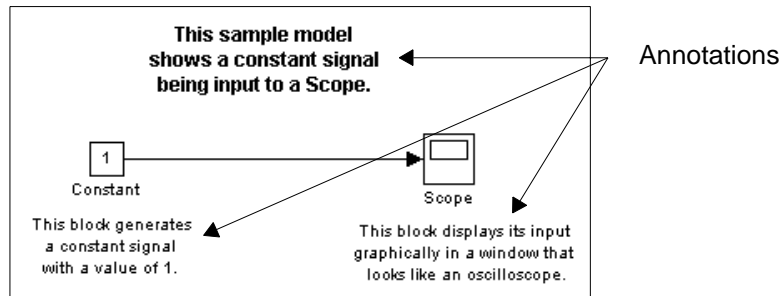 This sample model
shows a constant signal
being input to a Scope.
Annotations
1
Constant
Scope
This block generates
a constant signal
with a value of 1.
This block displays its input
graphically in a window that
looks like an oscilloscope.